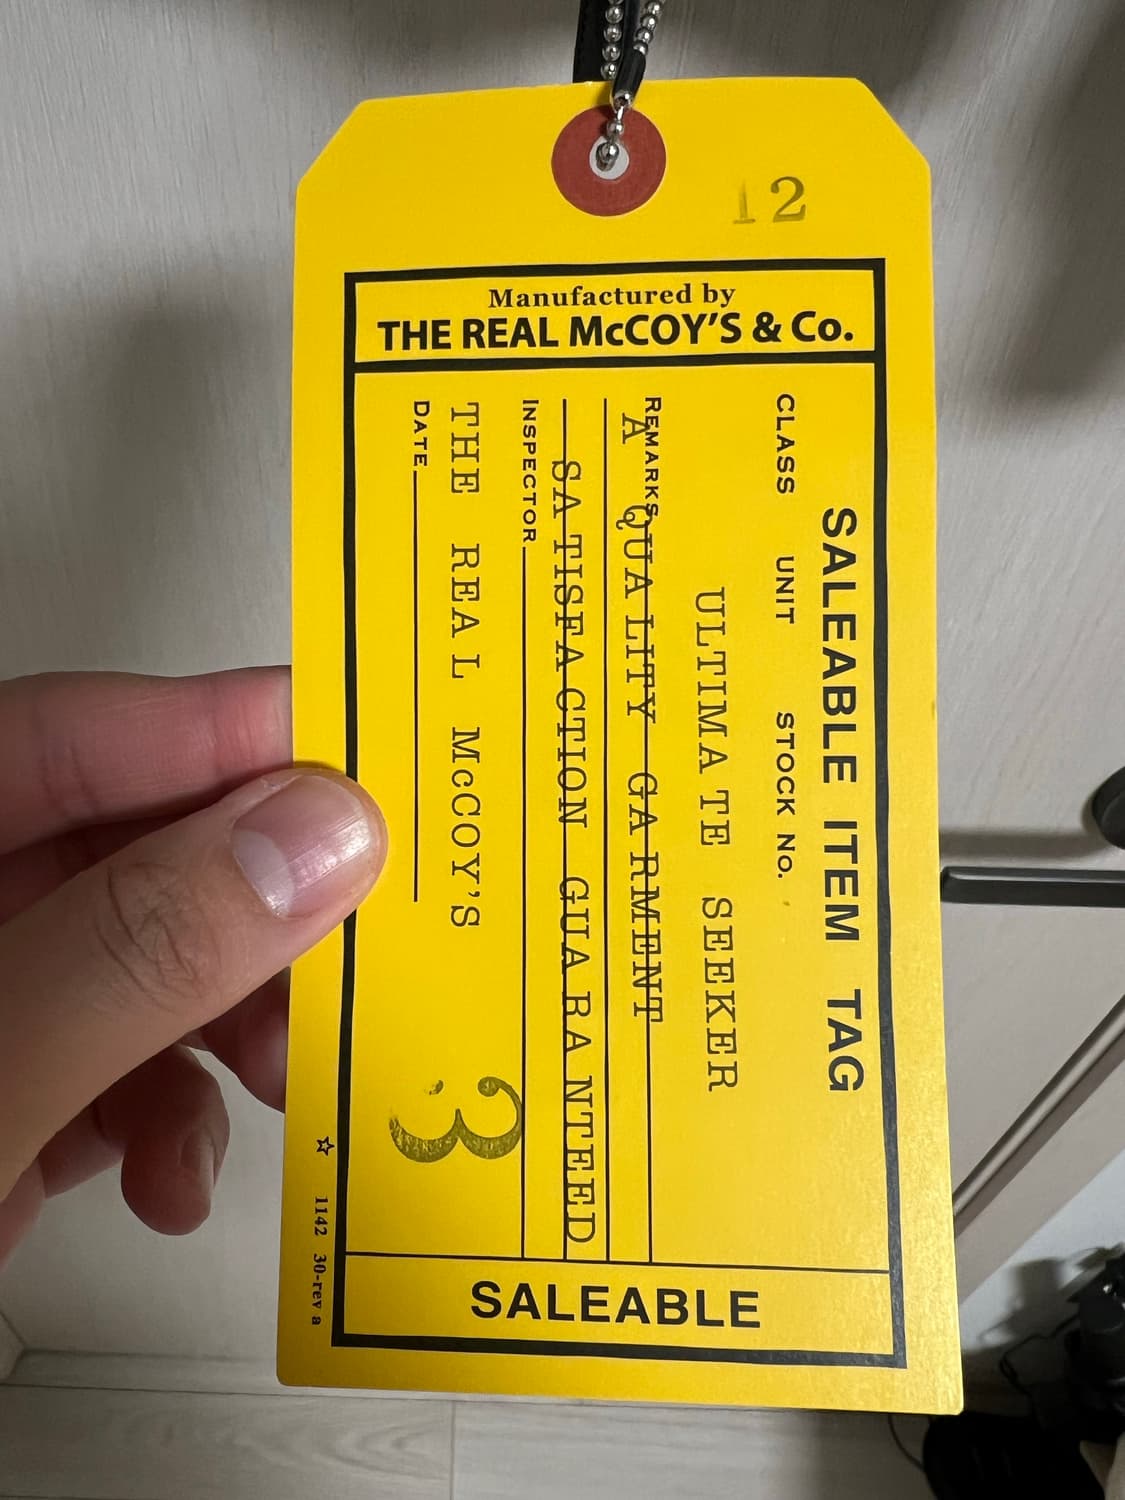 12
Manufactured by
THE REAL McCOY'S & Co.
SALEABLE ITEM TAG
CLASS UNIT STOCK No.
ULTIMATE SEEKER
REMARKS
A QUALITY GARMENT
SATISFACTION GUARANTEED
INSPECTOR
THE REAL McCOY'S
DATE
3
☆ 1142 30-rev a
SALEABLE